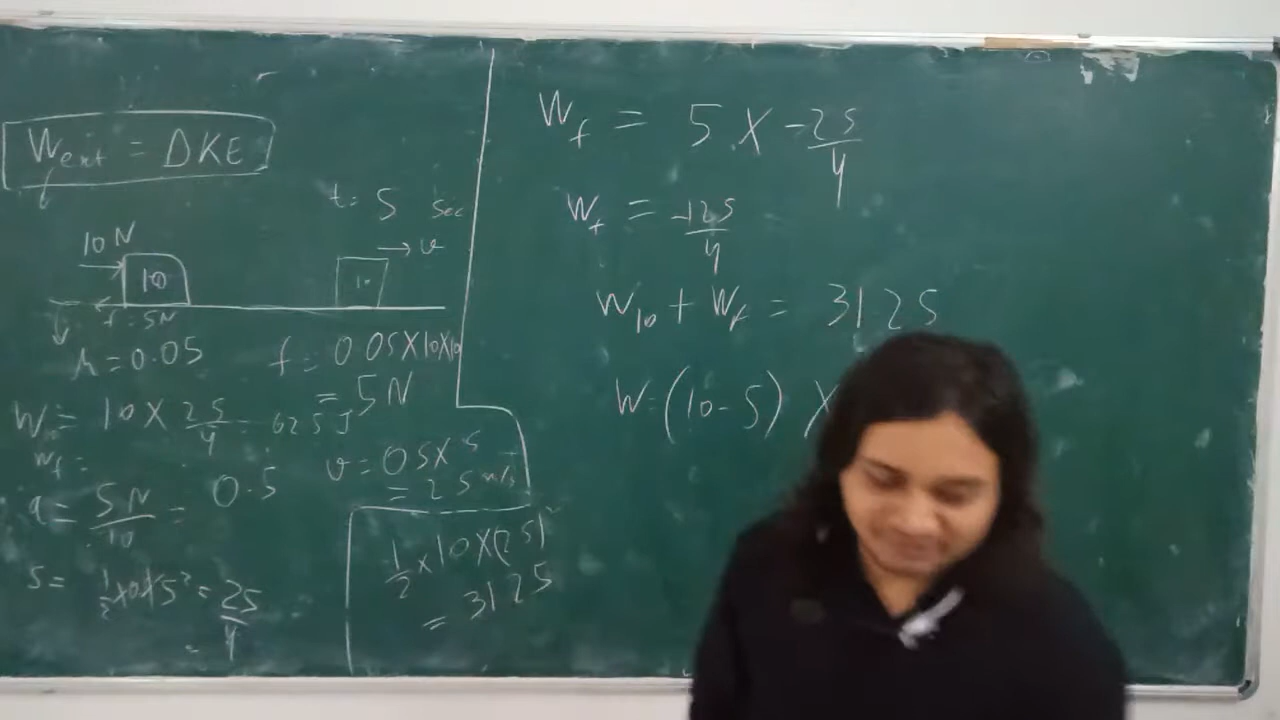 W ext = ΔKE
t = 5 Sec
10 N
→ v
10
10
f = 5N
μ = 0.05
f = 0.05 X 10 X 10
= 5N
W = 10 X 25/4 = 62.5 J
Wf =
v = 0.5 X 5
= 2.5 m/s
a = 5N/10 = 0.5
1/2 x 10 X (2.5)²
= 31.25
S = 1/2 x 0.5 x 5² = 25/4
Wf = 5 X -25/4
Wf = -125/4
W10 + Wf = 31.25
W = (10 - 5) X